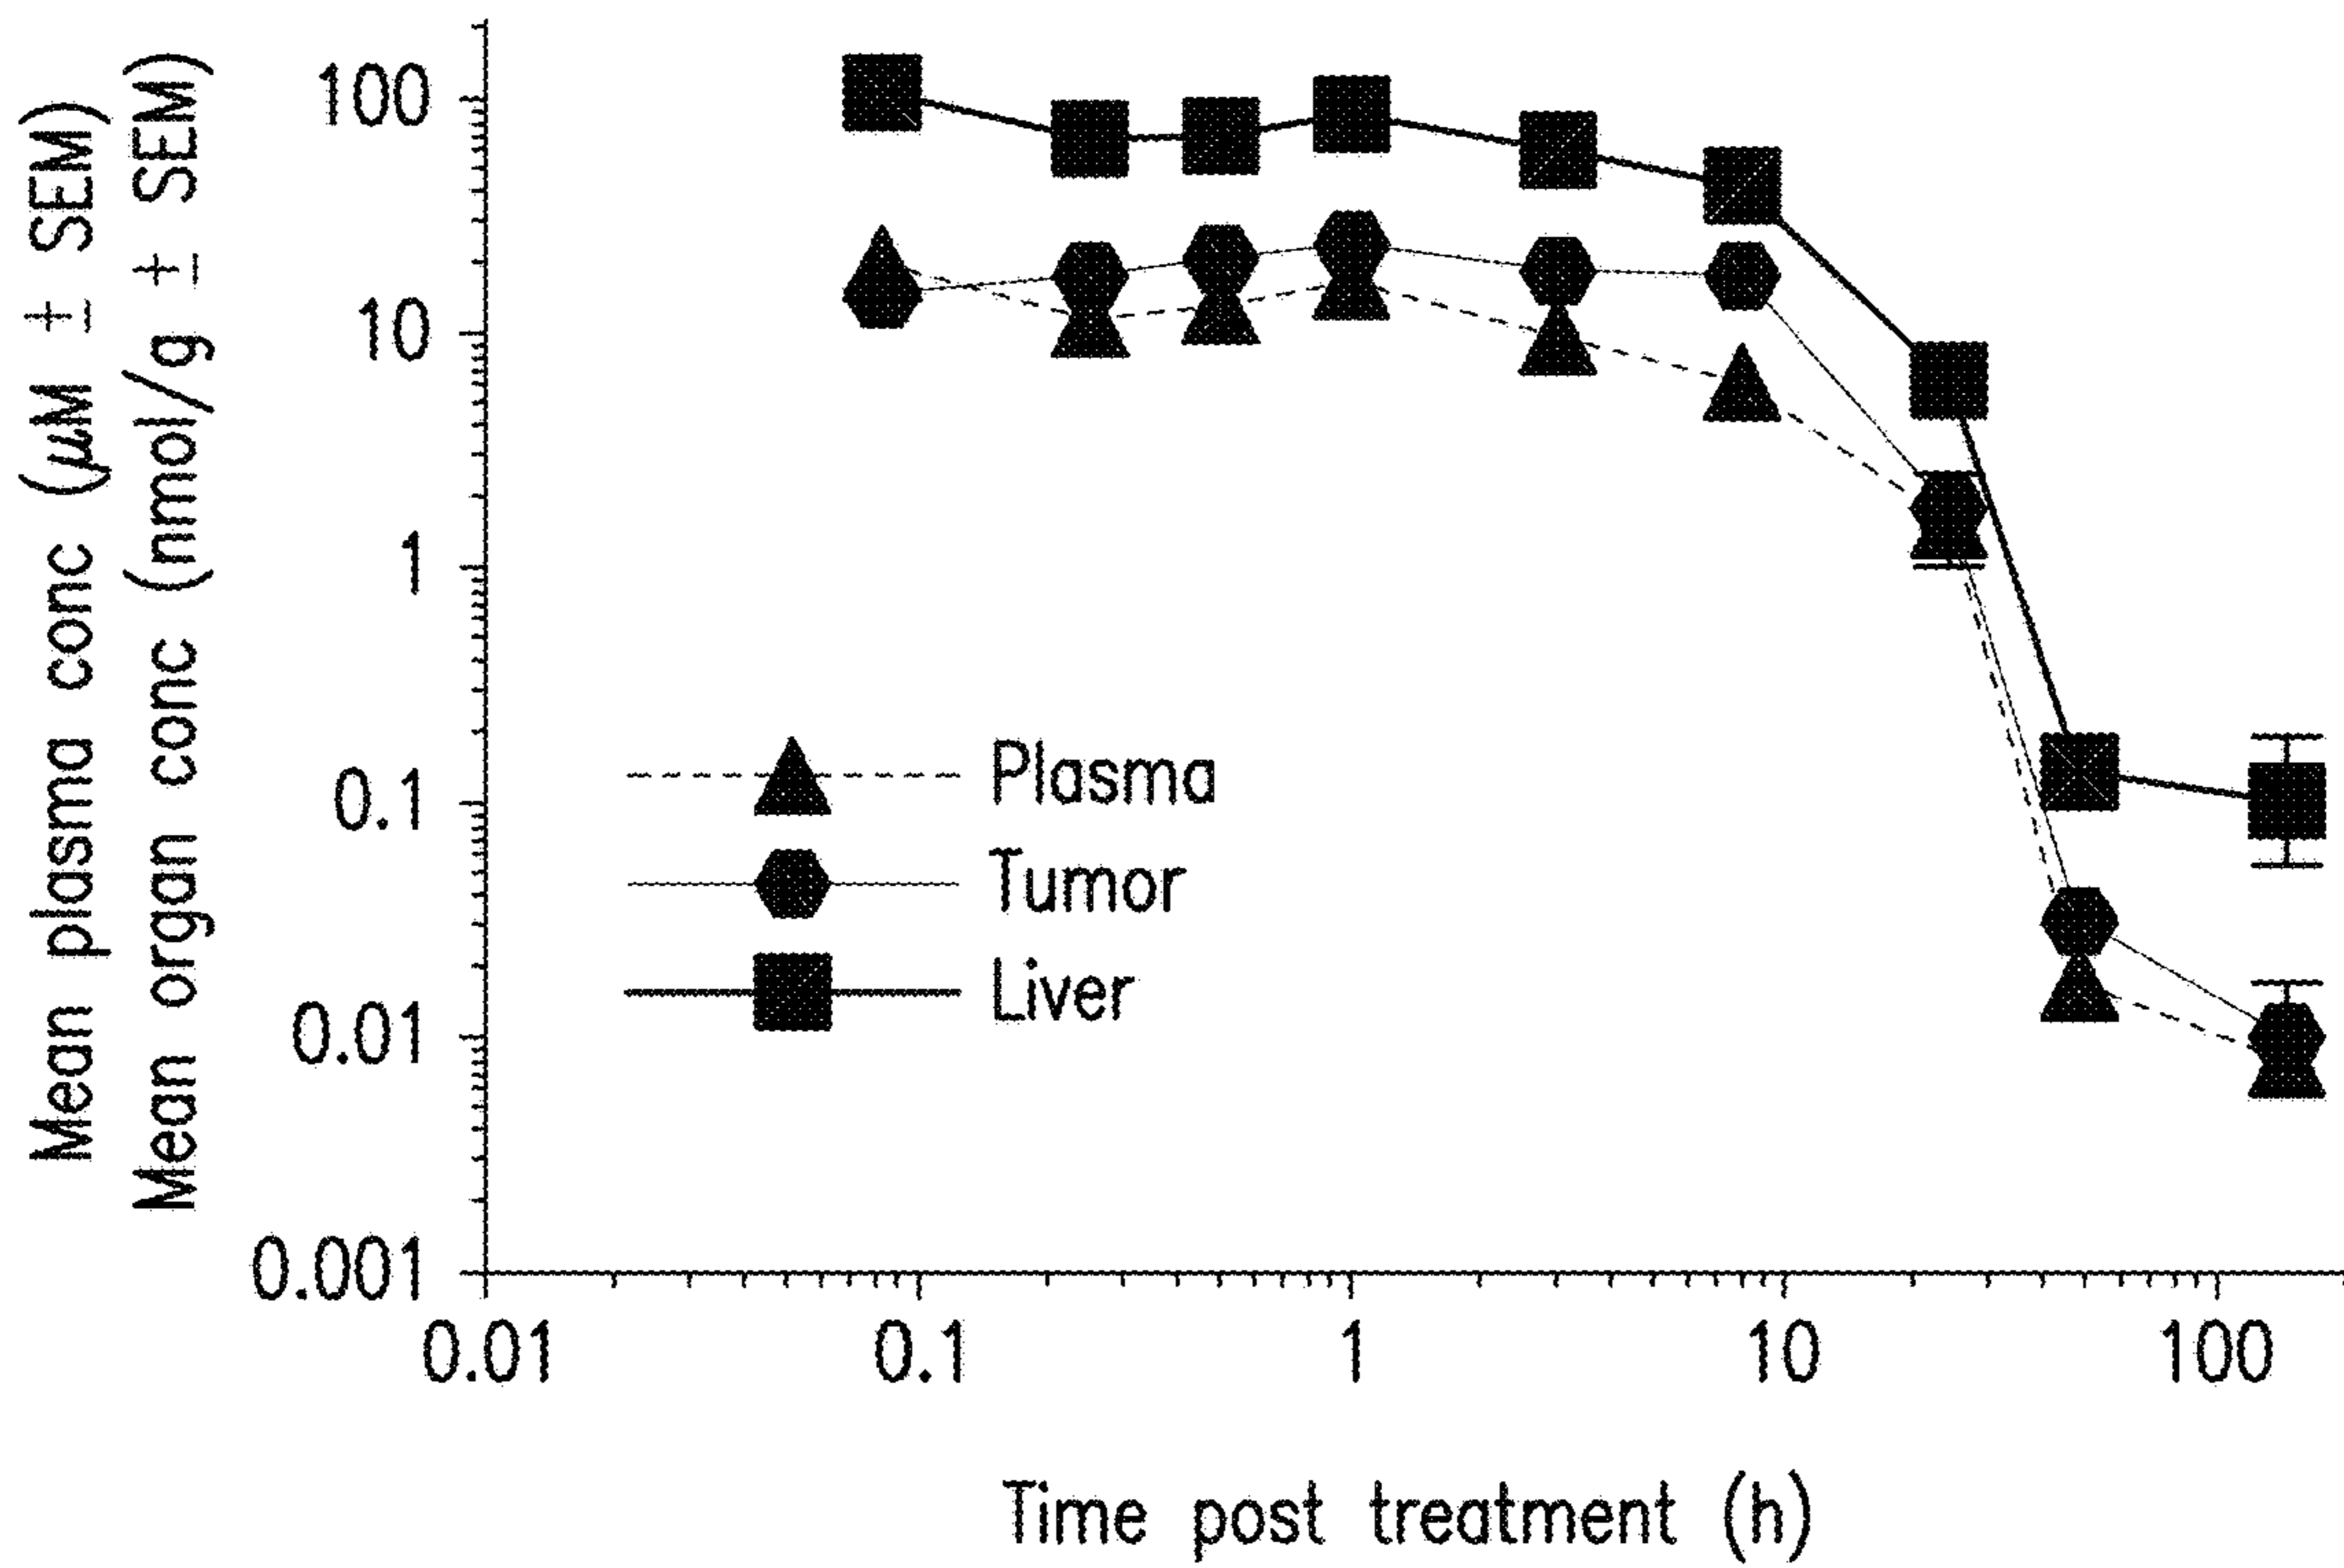 Mean plasma conc (μM ± SEM)
Mean organ conc (nmol/g ± SEM)
100
10
1
0.1
0.01
0.001
Plasma
Tumor
Liver
0.01 0.1 1 10 100
Time post treatment (h)